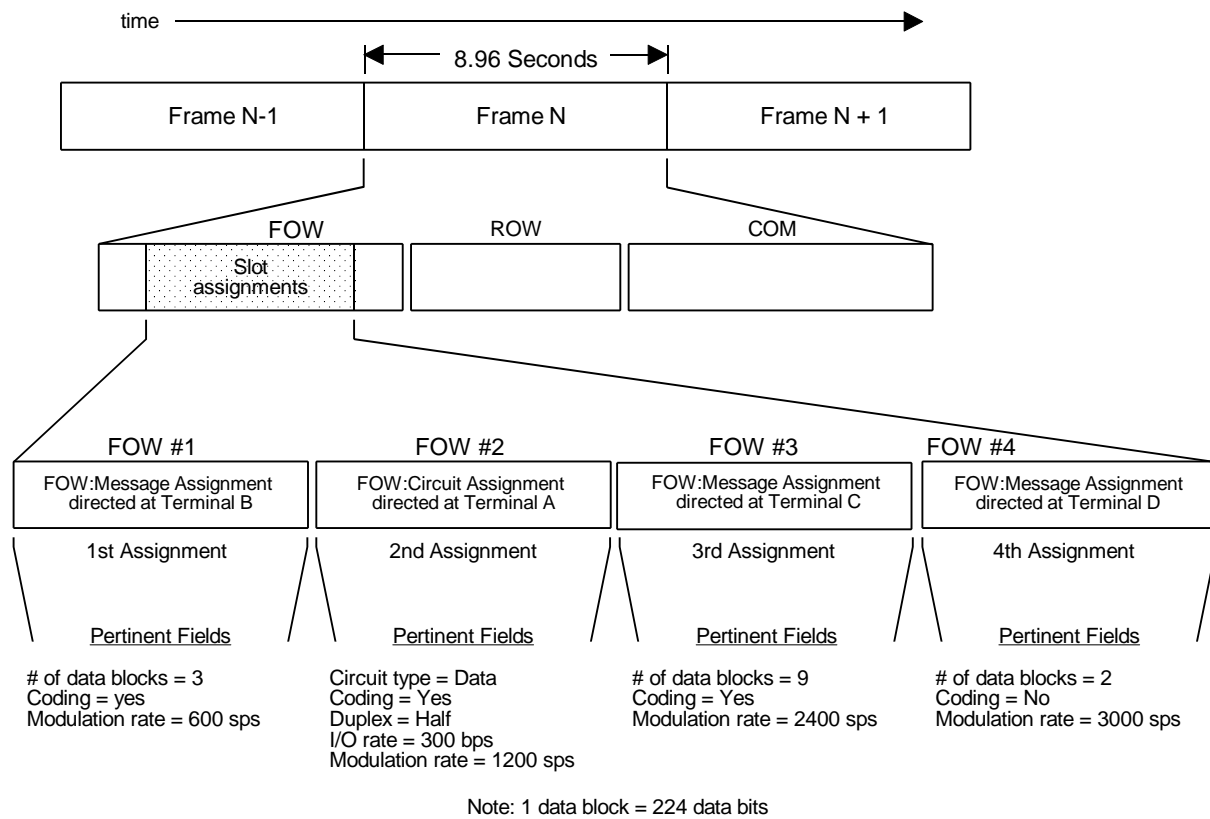 time
8.96 Seconds
Frame N-1
Frame N
Frame N + 1
FOW
ROW
COM
Slot
assignments
FOW #1
FOW #2
FOW #3
FOW #4
FOW:Message Assignment
directed at Terminal B
FOW:Circuit Assignment
directed at Terminal A
FOW:Message Assignment
directed at Terminal C
FOW:Message Assignment
directed at Terminal D
1st Assignment
2nd Assignment
3rd Assignment
4th Assignment
Pertinent Fields
# of data blocks = 3
Coding = yes
Modulation rate = 600 sps
Pertinent Fields
Circuit type = Data
Coding = Yes
Duplex = Half
I/O rate = 300 bps
Modulation rate = 1200 sps
Pertinent Fields
# of data blocks = 9
Coding = Yes
Modulation rate = 2400 sps
Pertinent Fields
# of data blocks = 2
Coding = No
Modulation rate = 3000 sps
Note: 1 data block = 224 data bits